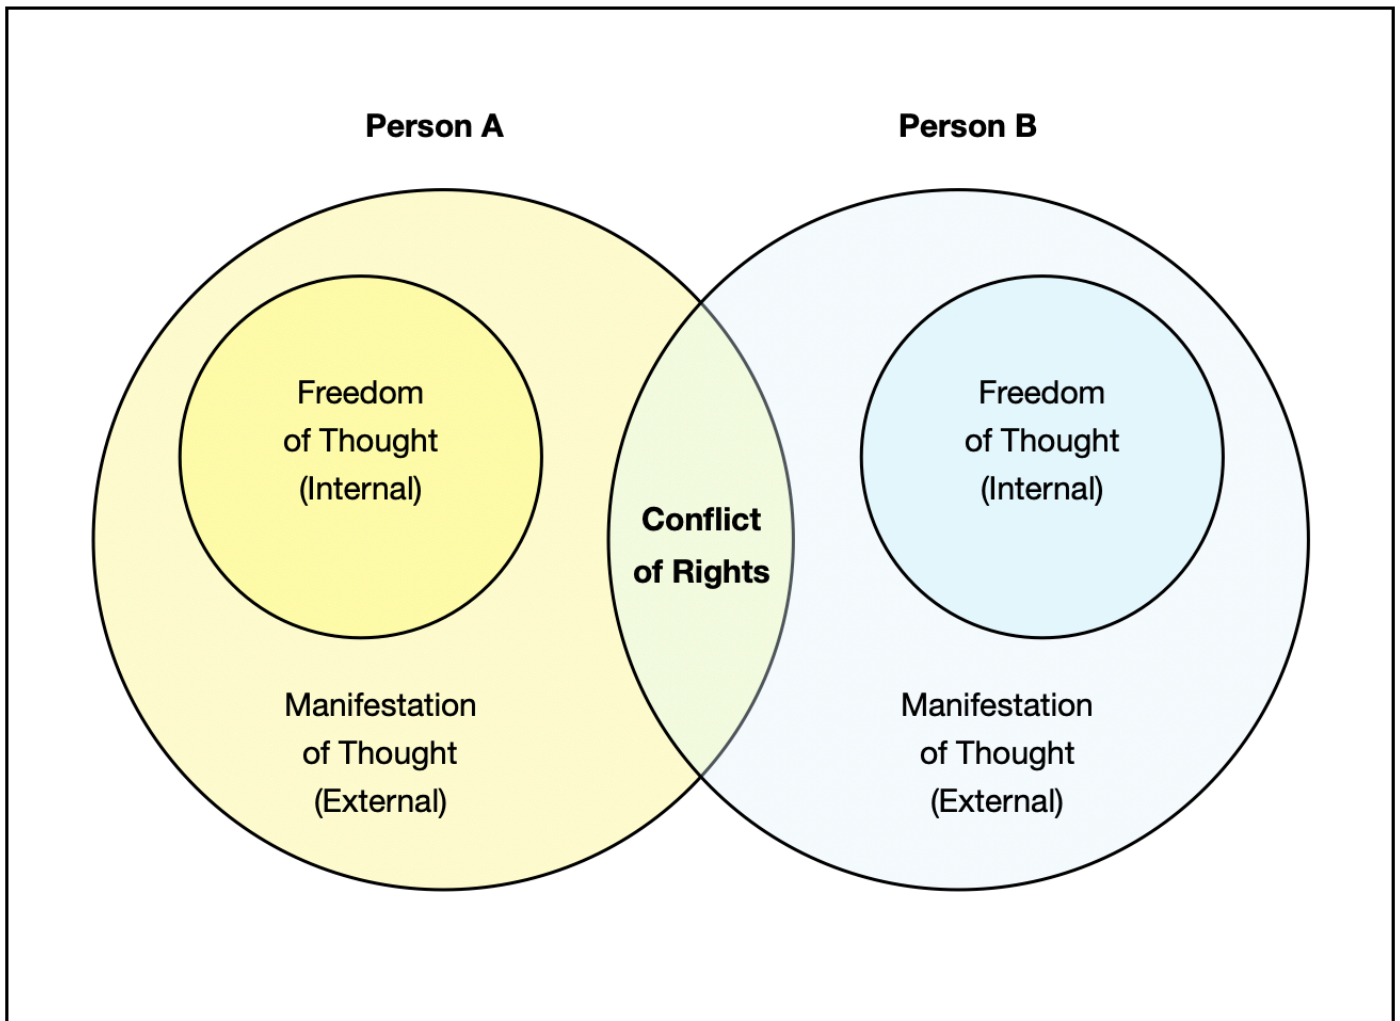 Person A
Person B
Freedom
of Thought
(Internal)
Freedom
of Thought
(Internal)
Conflict
of Rights
Manifestation
of Thought
(External)
Manifestation
of Thought
(External)